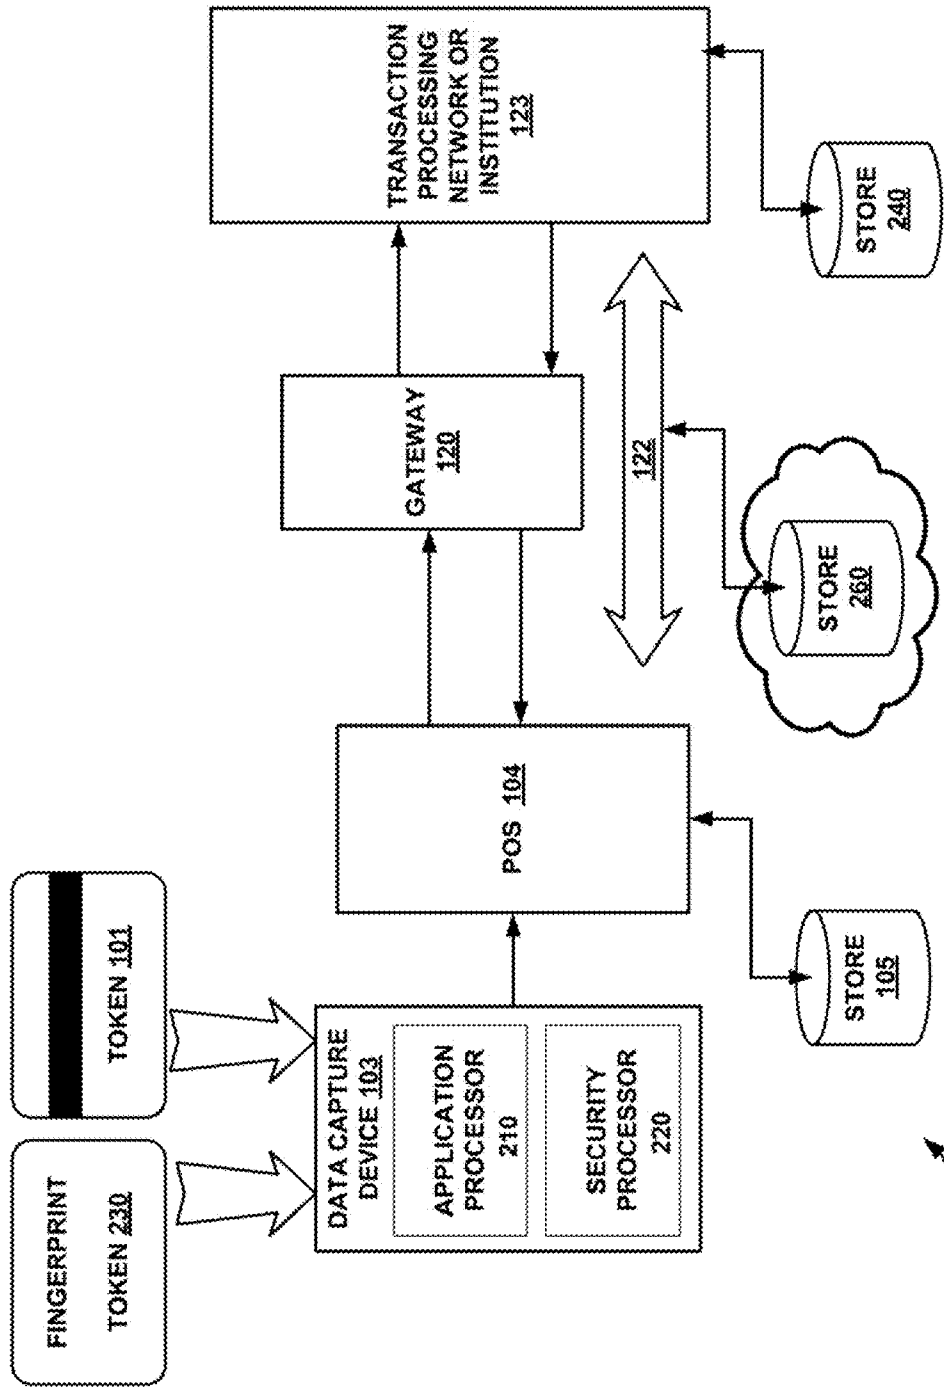 FINGERPRINT
TOKEN 230
TOKEN 101
DATA CAPTURE
DEVICE 103
APPLICATION
PROCESSOR
210
SECURITY
PROCESSOR
220
POS 104
STORE
105
GATEWAY
120
122
STORE
260
TRANSACTION
PROCESSING
NETWORK OR
INSTITUTION
123
STORE
240